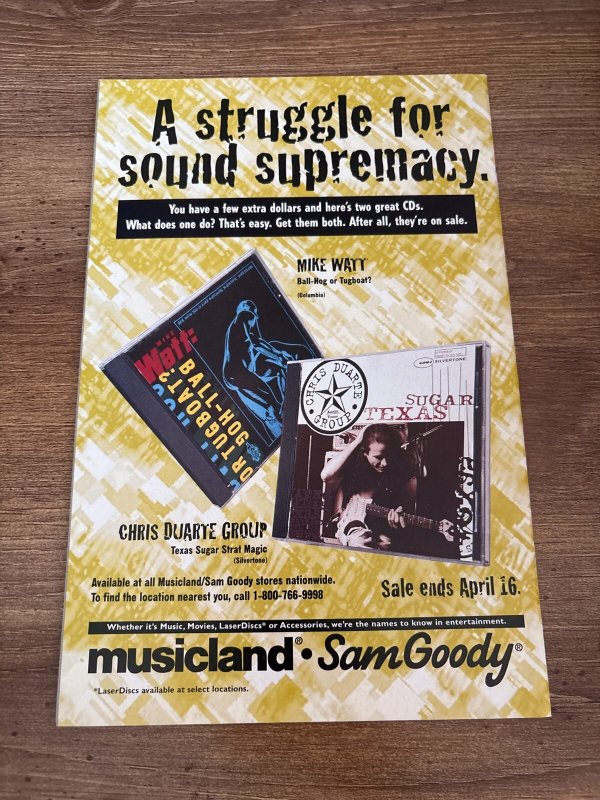 A struggle for
sound supremacy.
You have a few extra dollars and here's two great CDs.
What does one do? That's easy. Get them both. After all, they're on sale.
MIKE WATT
Ball-Hog or Tugboat?
(Columbia)
MIKE
Watt:
BALL-HOG
OR TUGBOAT?
CHRIS DUARTE
GROUP
SILVERTONE
SUGAR
TEXAS
CHRIS DUARTE GROUP
Texas Sugar Strat Magic
(Silvertone)
Available at all Musicland/Sam Goody stores nationwide.
To find the location nearest you, call 1-800-766-9998
Sale ends April 16.
Whether it's Music, Movies, LaserDiscs* or Accessories, we're the names to know in entertainment.
musicland® • Sam Goody®
*LaserDiscs available at select locations.